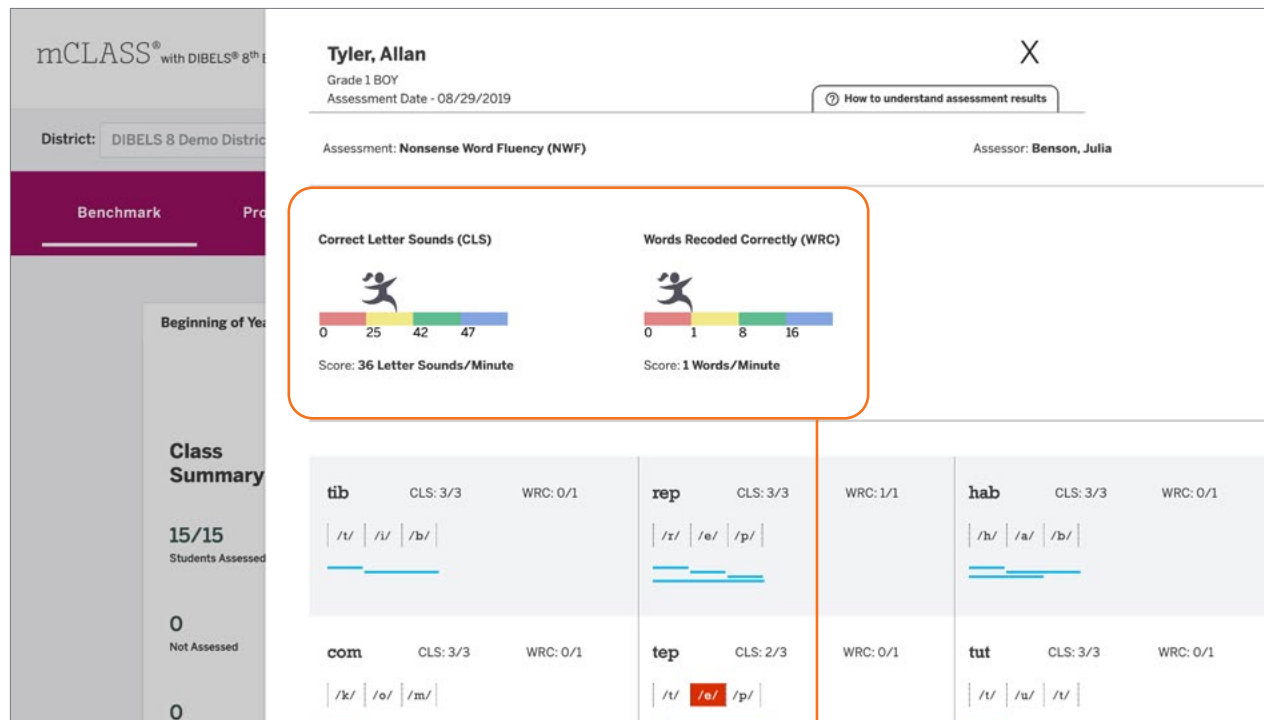 mCLASS® with DIBELS® 8th E
Tyler, Allan
X
Grade 1 BOY
Assessment Date - 08/29/2019
How to understand assessment results
District: DIBELS 8 Demo Distric
Assessment: Nonsense Word Fluency (NWF)
Assessor: Benson, Julia
Benchmark
Pro
Correct Letter Sounds (CLS)
Words Recoded Correctly (WRC)
0 25 42 47
0 1 8 16
Score: 36 Letter Sounds/Minute
Score: 1 Words/Minute
Beginning of Yea
Class
Summary
15/15
Students Assessed
0
Not Assessed
0
tib CLS: 3/3 WRC: 0/1
/t/ /i/ /b/
rep CLS: 3/3 WRC: 1/1
/r/ /e/ /p/
hab CLS: 3/3 WRC: 0/1
/h/ /a/ /b/
com CLS: 3/3 WRC: 0/1
/k/ /o/ /m/
tep CLS: 2/3 WRC: 0/1
/t/ /e/ /p/
tut CLS: 3/3 WRC: 0/1
/t/ /u/ /t/